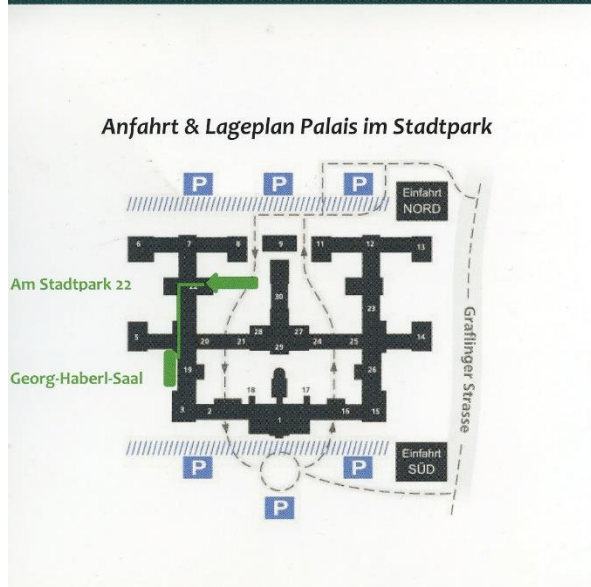 Anfahrt & Lageplan Palais im Stadtpark
P P P
Einfahrt
NORD
6 7 8 9 11 12 13
Am Stadtpark 22
22
30
23
Graflinger Strasse
5 20 21 28 29 27 24 25 14
Georg-Haberl-Saal
19 26
18 17
3 2 1 16 15
P P
Einfahrt
SÜD
P